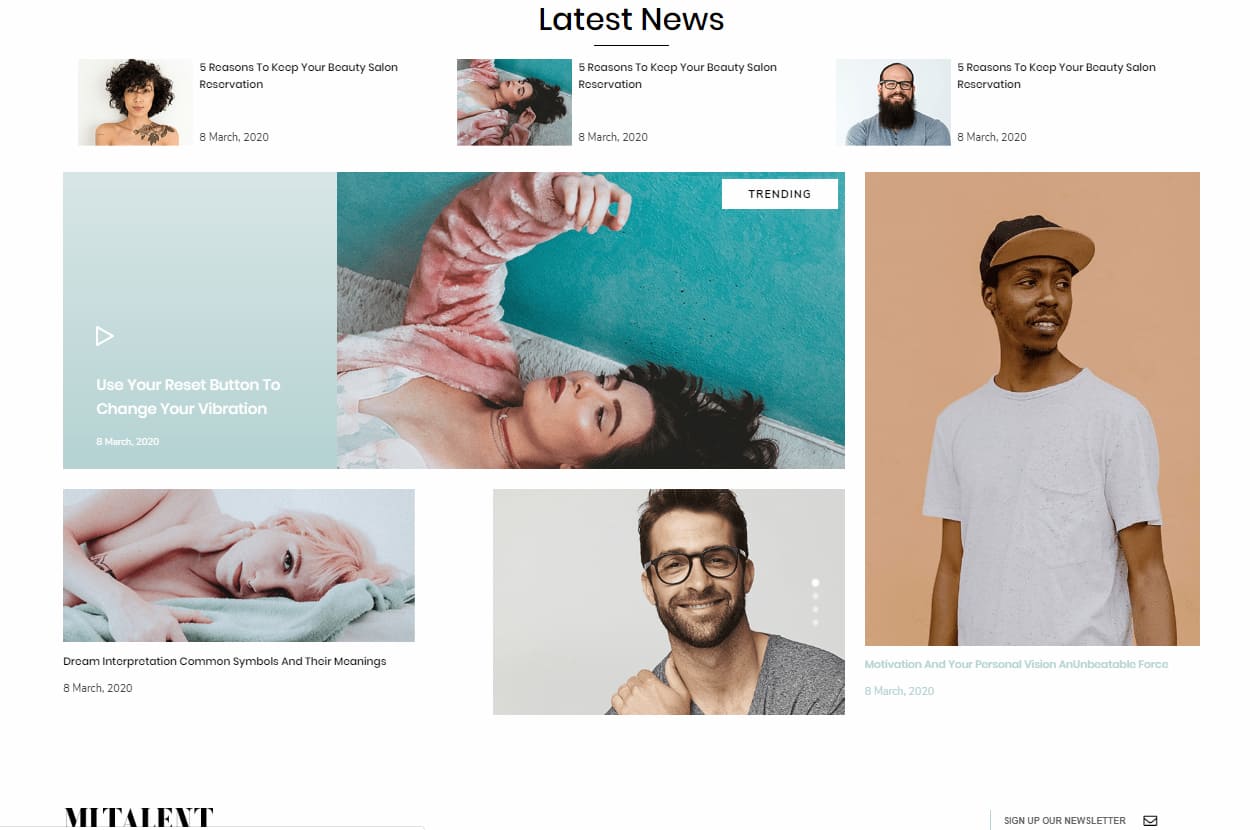 Latest News
5 Reasons To Keep Your Beauty Salon
Reservation
8 March, 2020
5 Reasons To Keep Your Beauty Salon
Reservation
8 March, 2020
5 Reasons To Keep Your Beauty Salon
Reservation
8 March, 2020
TRENDING
Use Your Reset Button To
Change Your Vibration
8 March, 2020
Dream Interpretation Common Symbols And Their Meanings
8 March, 2020
Motivation And Your Personal Vision AnUnbeatable Force
8 March, 2020
MI TALENT
SIGN UP OUR NEWSLETTER